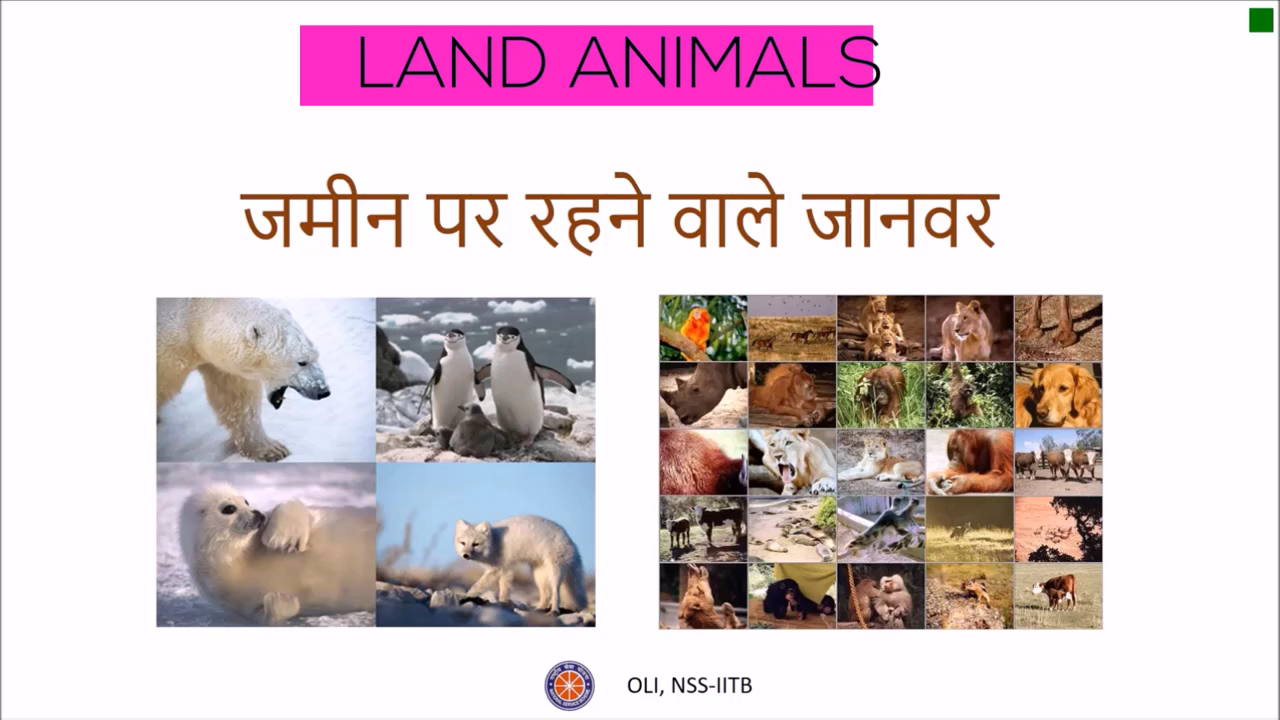 LAND ANIMALS
जमीन पर रहने वाले जानवर
OLI, NSS-IITB